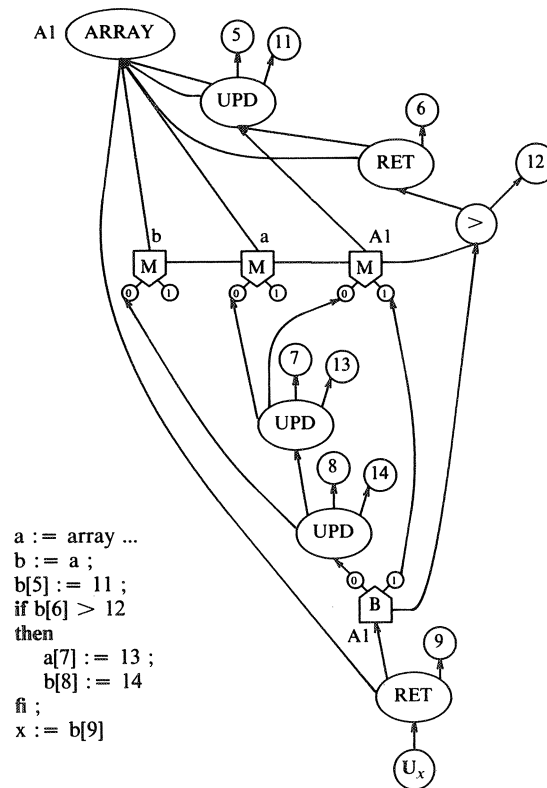 A1 ARRAY
5 11
UPD
6
RET
12
>
b a A1
M M M
0 1 0 1 0 1
7 13
UPD
8 14
UPD
0 1
B
A1
9
RET
Uₓ
a := array ...
b := a ;
b[5] := 11 ;
if b[6] > 12
then
a[7] := 13 ;
b[8] := 14
fi ;
x := b[9]